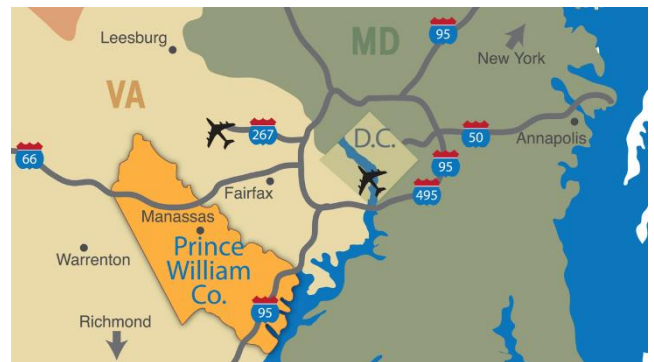 Leesburg
MD
95
New York
VA
267
D.C.
50
Annapolis
66
Fairfax
95
495
Manassas
Prince
William
Co.
Warrenton
95
Richmond